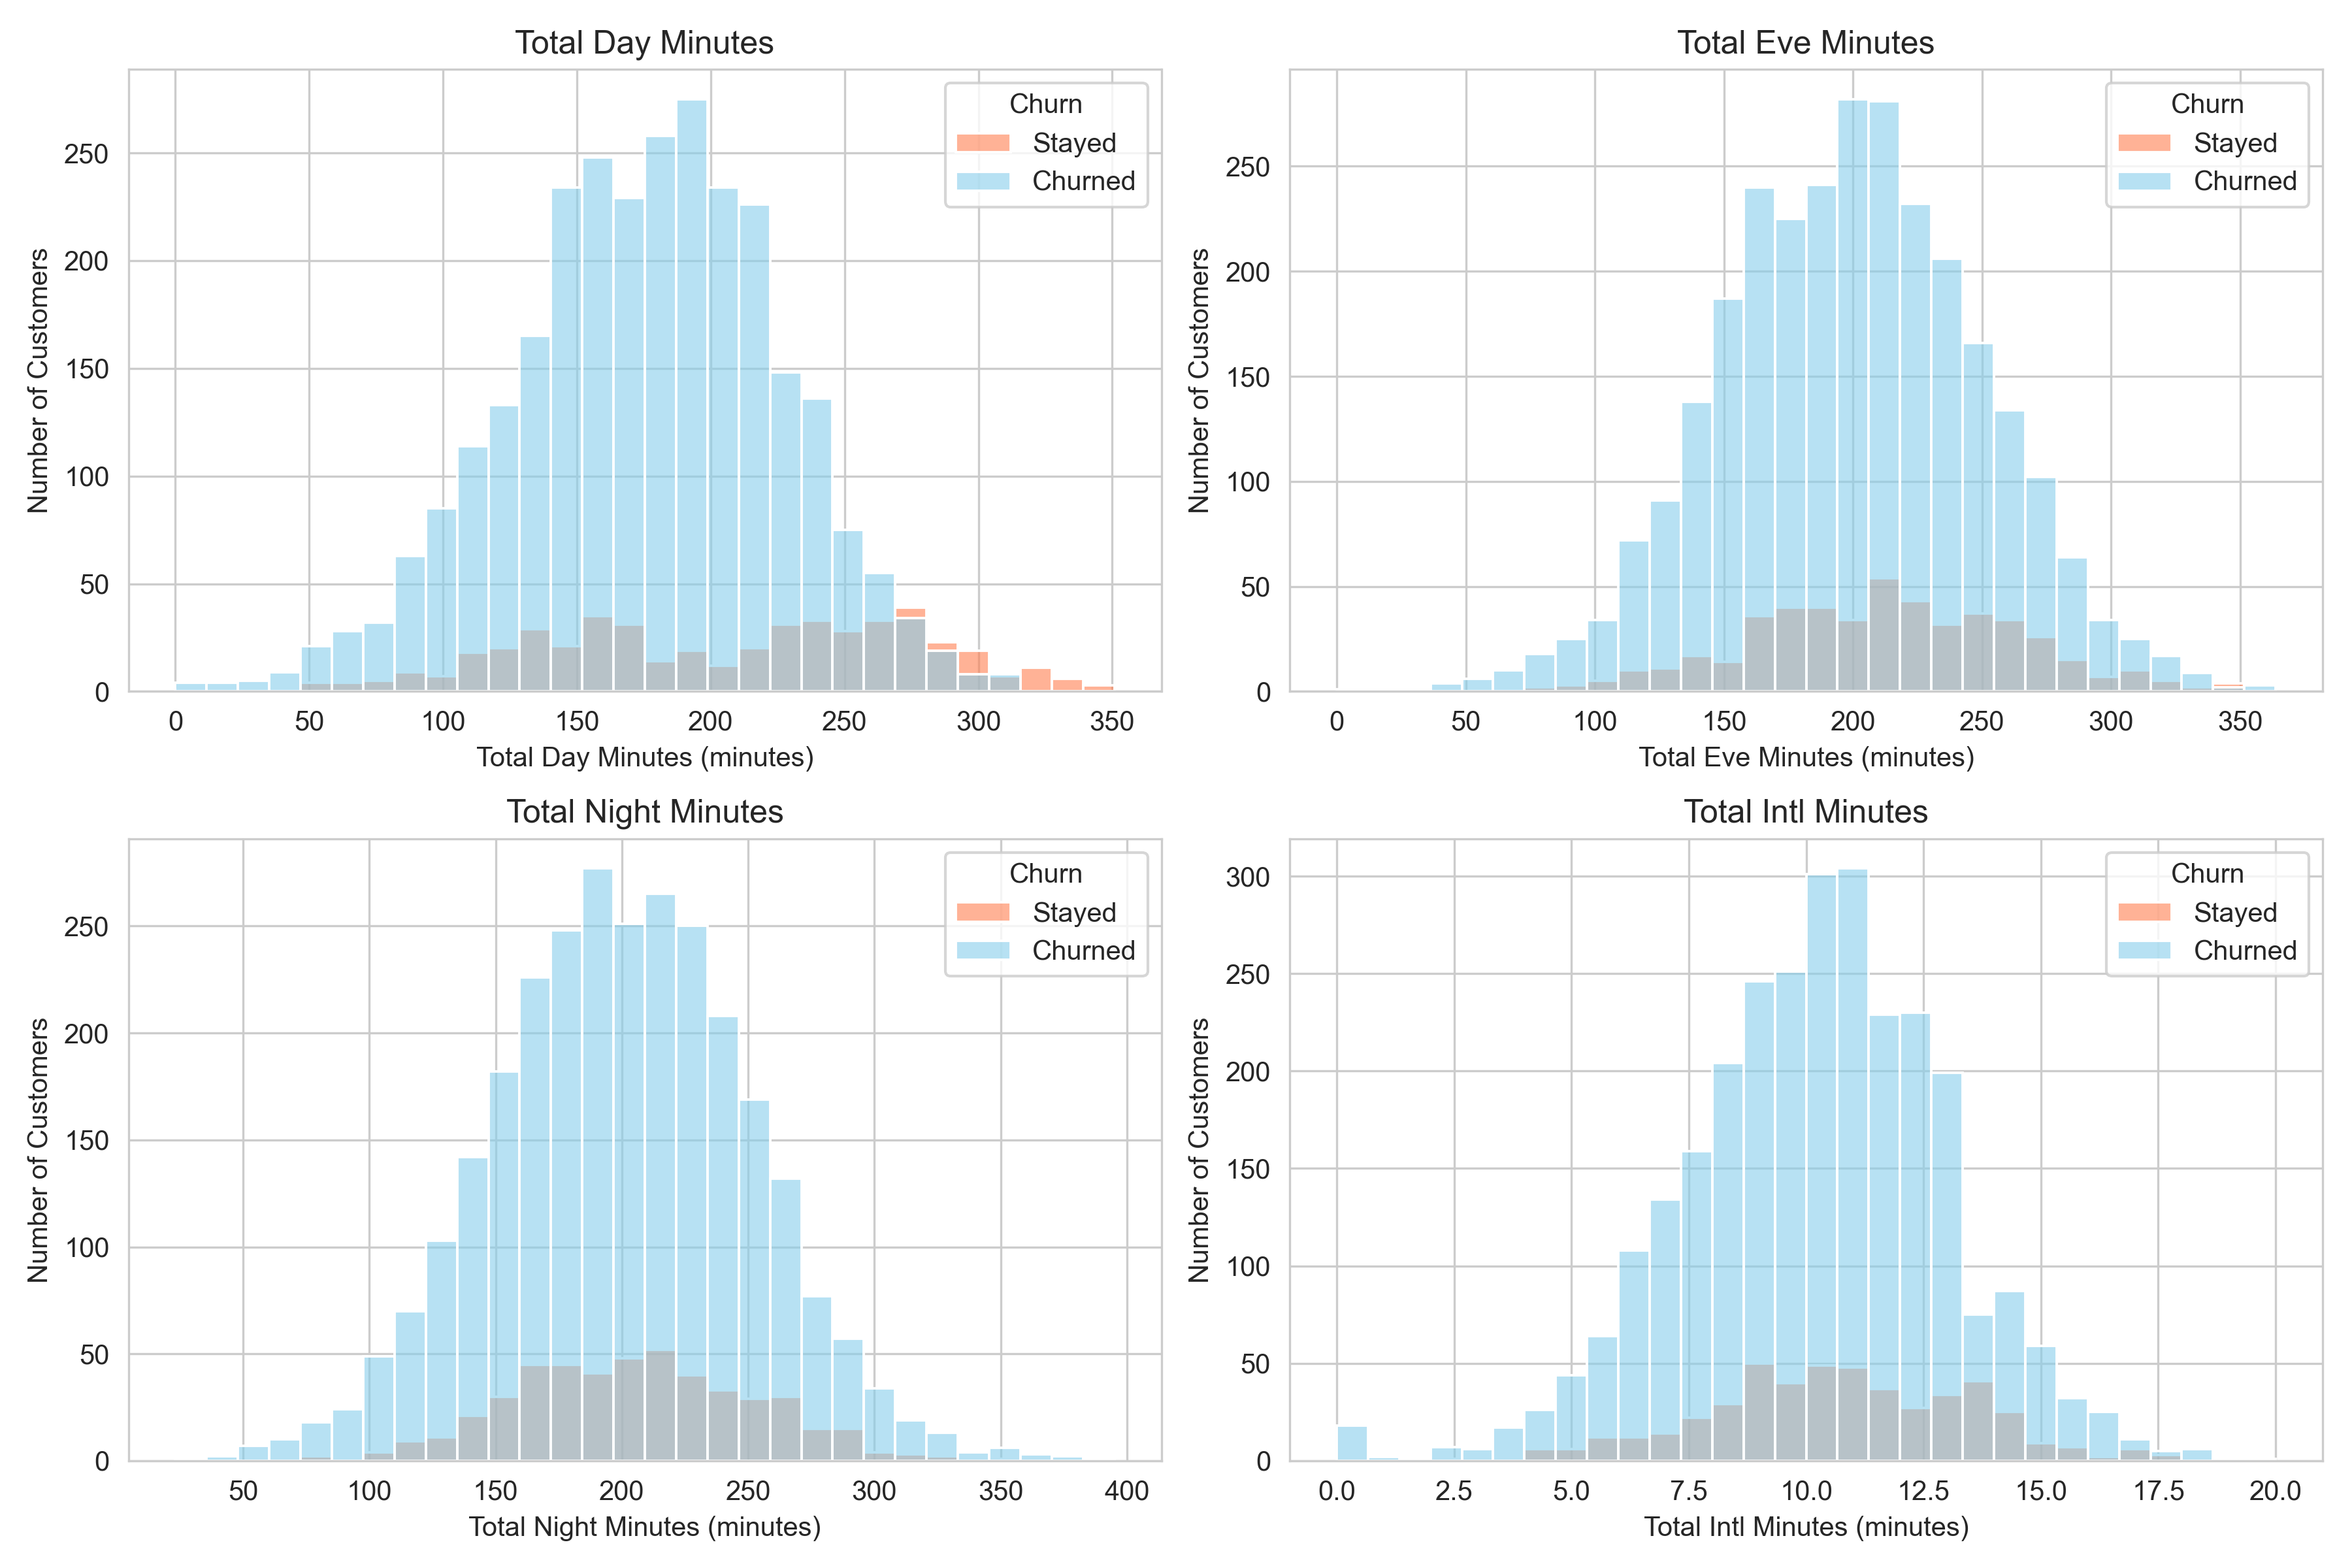 Total Day Minutes
Number of Customers
250
200
150
100
50
0
Churn
Stayed
Churned
0 50 100 150 200 250 300 350
Total Day Minutes (minutes)
Total Eve Minutes
Number of Customers
250
200
150
100
50
0
Churn
Stayed
Churned
0 50 100 150 200 250 300 350
Total Eve Minutes (minutes)
Total Night Minutes
Number of Customers
250
200
150
100
50
0
Churn
Stayed
Churned
50 100 150 200 250 300 350 400
Total Night Minutes (minutes)
Total Intl Minutes
Number of Customers
300
250
200
150
100
50
0
Churn
Stayed
Churned
0.0 2.5 5.0 7.5 10.0 12.5 15.0 17.5 20.0
Total Intl Minutes (minutes)